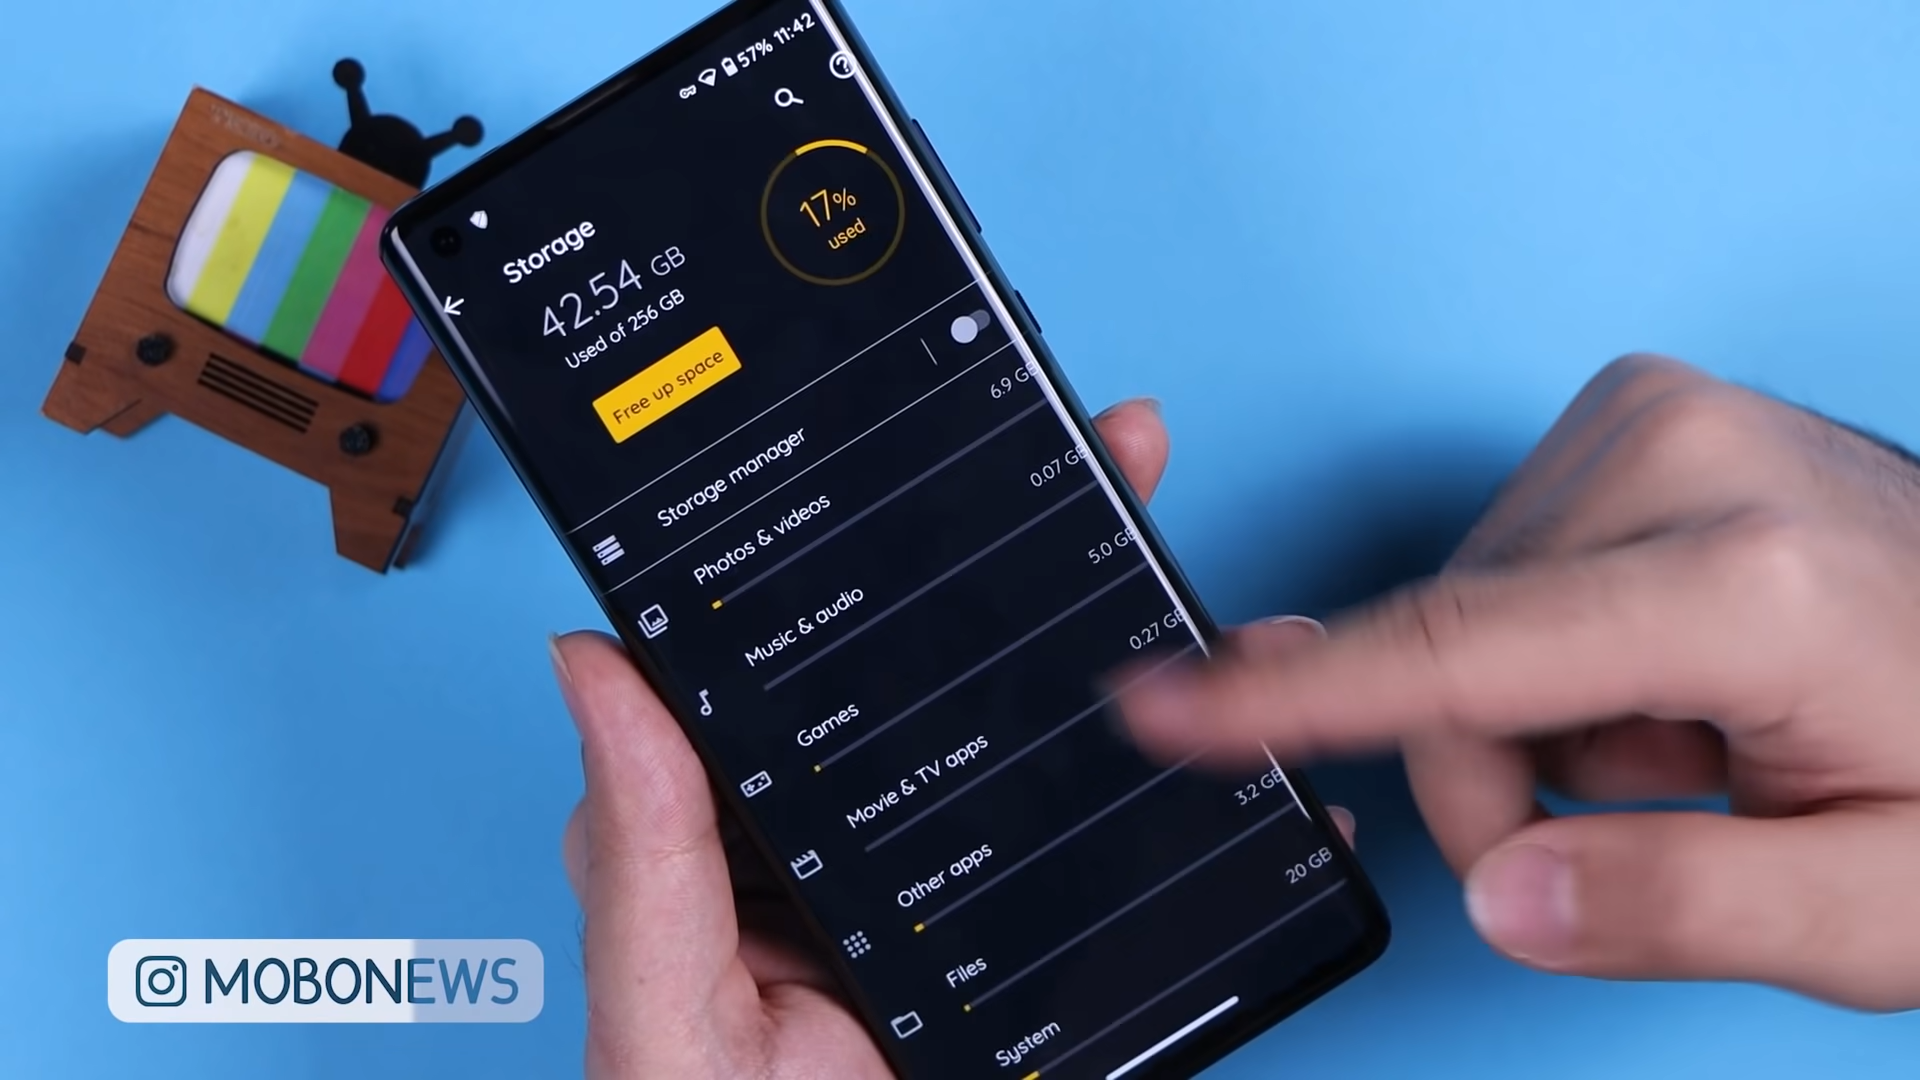 57% 11:42
Storage
42.54 GB
Used of 256 GB
17%
used
Free up space
Storage manager
Photos & videos
6.9 GB
Music & audio
0.07 GB
Games
5.0 GB
Movie & TV apps
0.27 GB
Other apps
Files
3.2 GB
System
20 GB
MOBONEWS